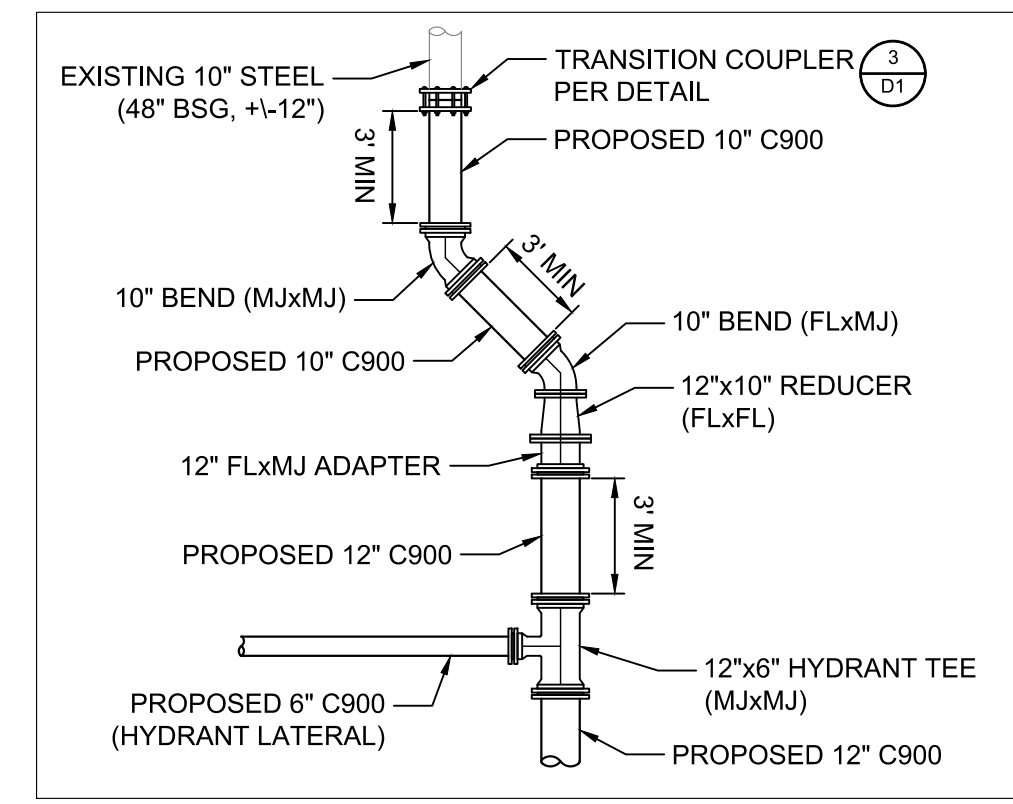 EXISTING 10" STEEL
(48" BSG, +\-12")
TRANSITION COUPLER
PER DETAIL
3
D1
PROPOSED 10" C900
3' MIN
3' MIN
10" BEND (MJxMJ)
PROPOSED 10" C900
10" BEND (FLxMJ)
12"x10" REDUCER
(FLxFL)
12" FLxMJ ADAPTER
PROPOSED 12" C900
3' MIN
PROPOSED 6" C900
(HYDRANT LATERAL)
12"x6" HYDRANT TEE
(MJxMJ)
PROPOSED 12" C900